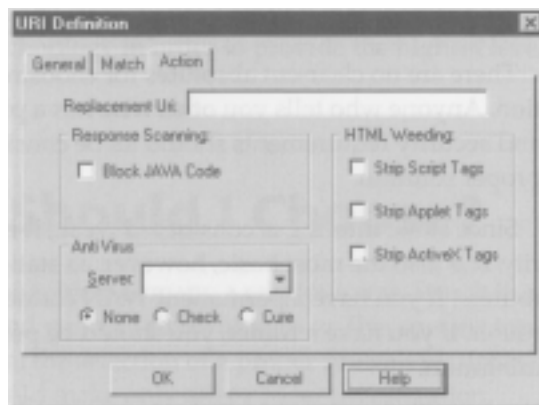 URI Definition
General Match Action
Replacement Url:
Response Scanning:
Block JAVA Code
HTML Weeding:
Strip Script Tags
Strip Applet Tags
Strip ActiveX Tags
Anti Virus
Server:
None Check Cure
OK Cancel Help